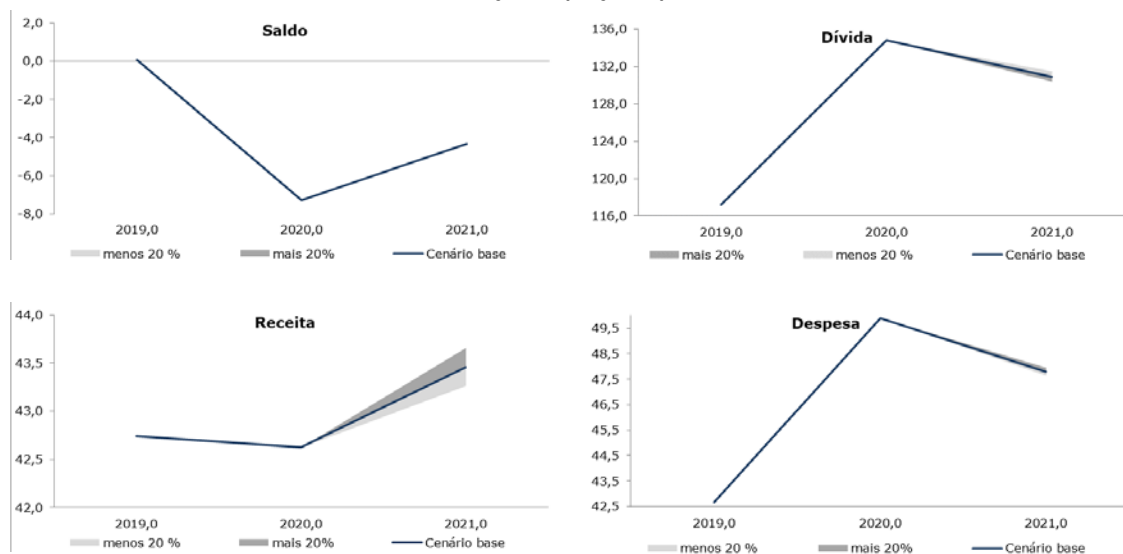 Saldo
2,0
0,0
-2,0
-4,0
-6,0
-8,0
2019,0 2020,0 2021,0
menos 20 % mais 20% Cenário base
Dívida
136,0
132,0
128,0
124,0
120,0
116,0
2019,0 2020,0 2021,0
mais 20% menos 20 % Cenário base
Receita
44,0
43,5
43,0
42,5
42,0
2019,0 2020,0 2021,0
menos 20 % mais 20% Cenário base
Despesa
49,5
48,5
47,5
46,5
45,5
44,5
43,5
42,5
2019,0 2020,0 2021,0
menos 20 % mais 20% Cenário base